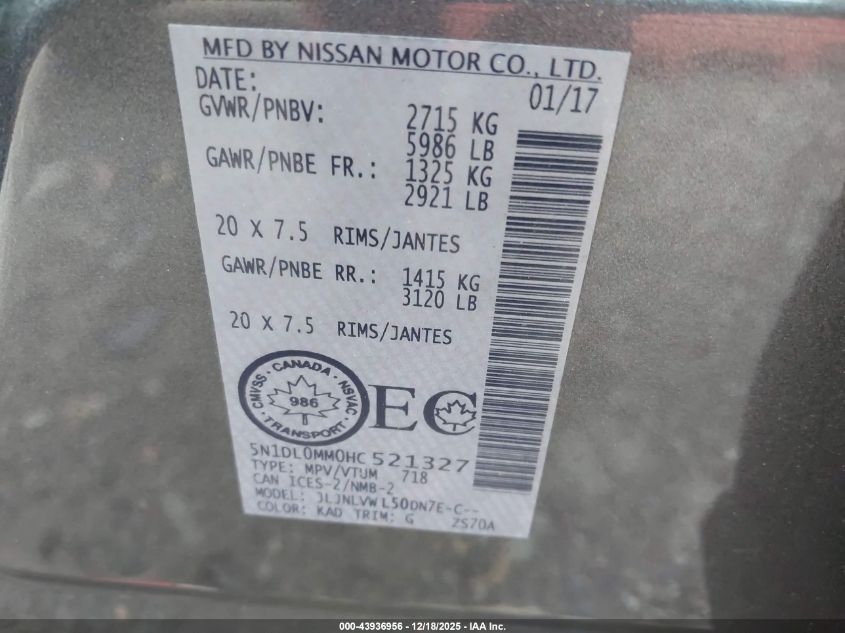 MFD BY NISSAN MOTOR CO., LTD.
DATE: 01/17
GVWR/PNBV: 2715 KG
5986 LB
GAWR/PNBE FR.: 1325 KG
2921 LB
20 X 7.5 RIMS/JANTES
GAWR/PNBE RR.: 1415 KG
3120 LB
20 X 7.5 RIMS/JANTES
CANADA
CMVSS · NSVAC
986
TRANSPORT
EC
5N1DL0MM0HC521327
TYPE: MPV/VTUM 718
CAN ICES-2/NMB-2
MODEL: JLJNLVWL50DN7E-C--
COLOR: KAD TRIM: G 2S70A
000-43936956 - 12/18/2025 - IAA Inc.